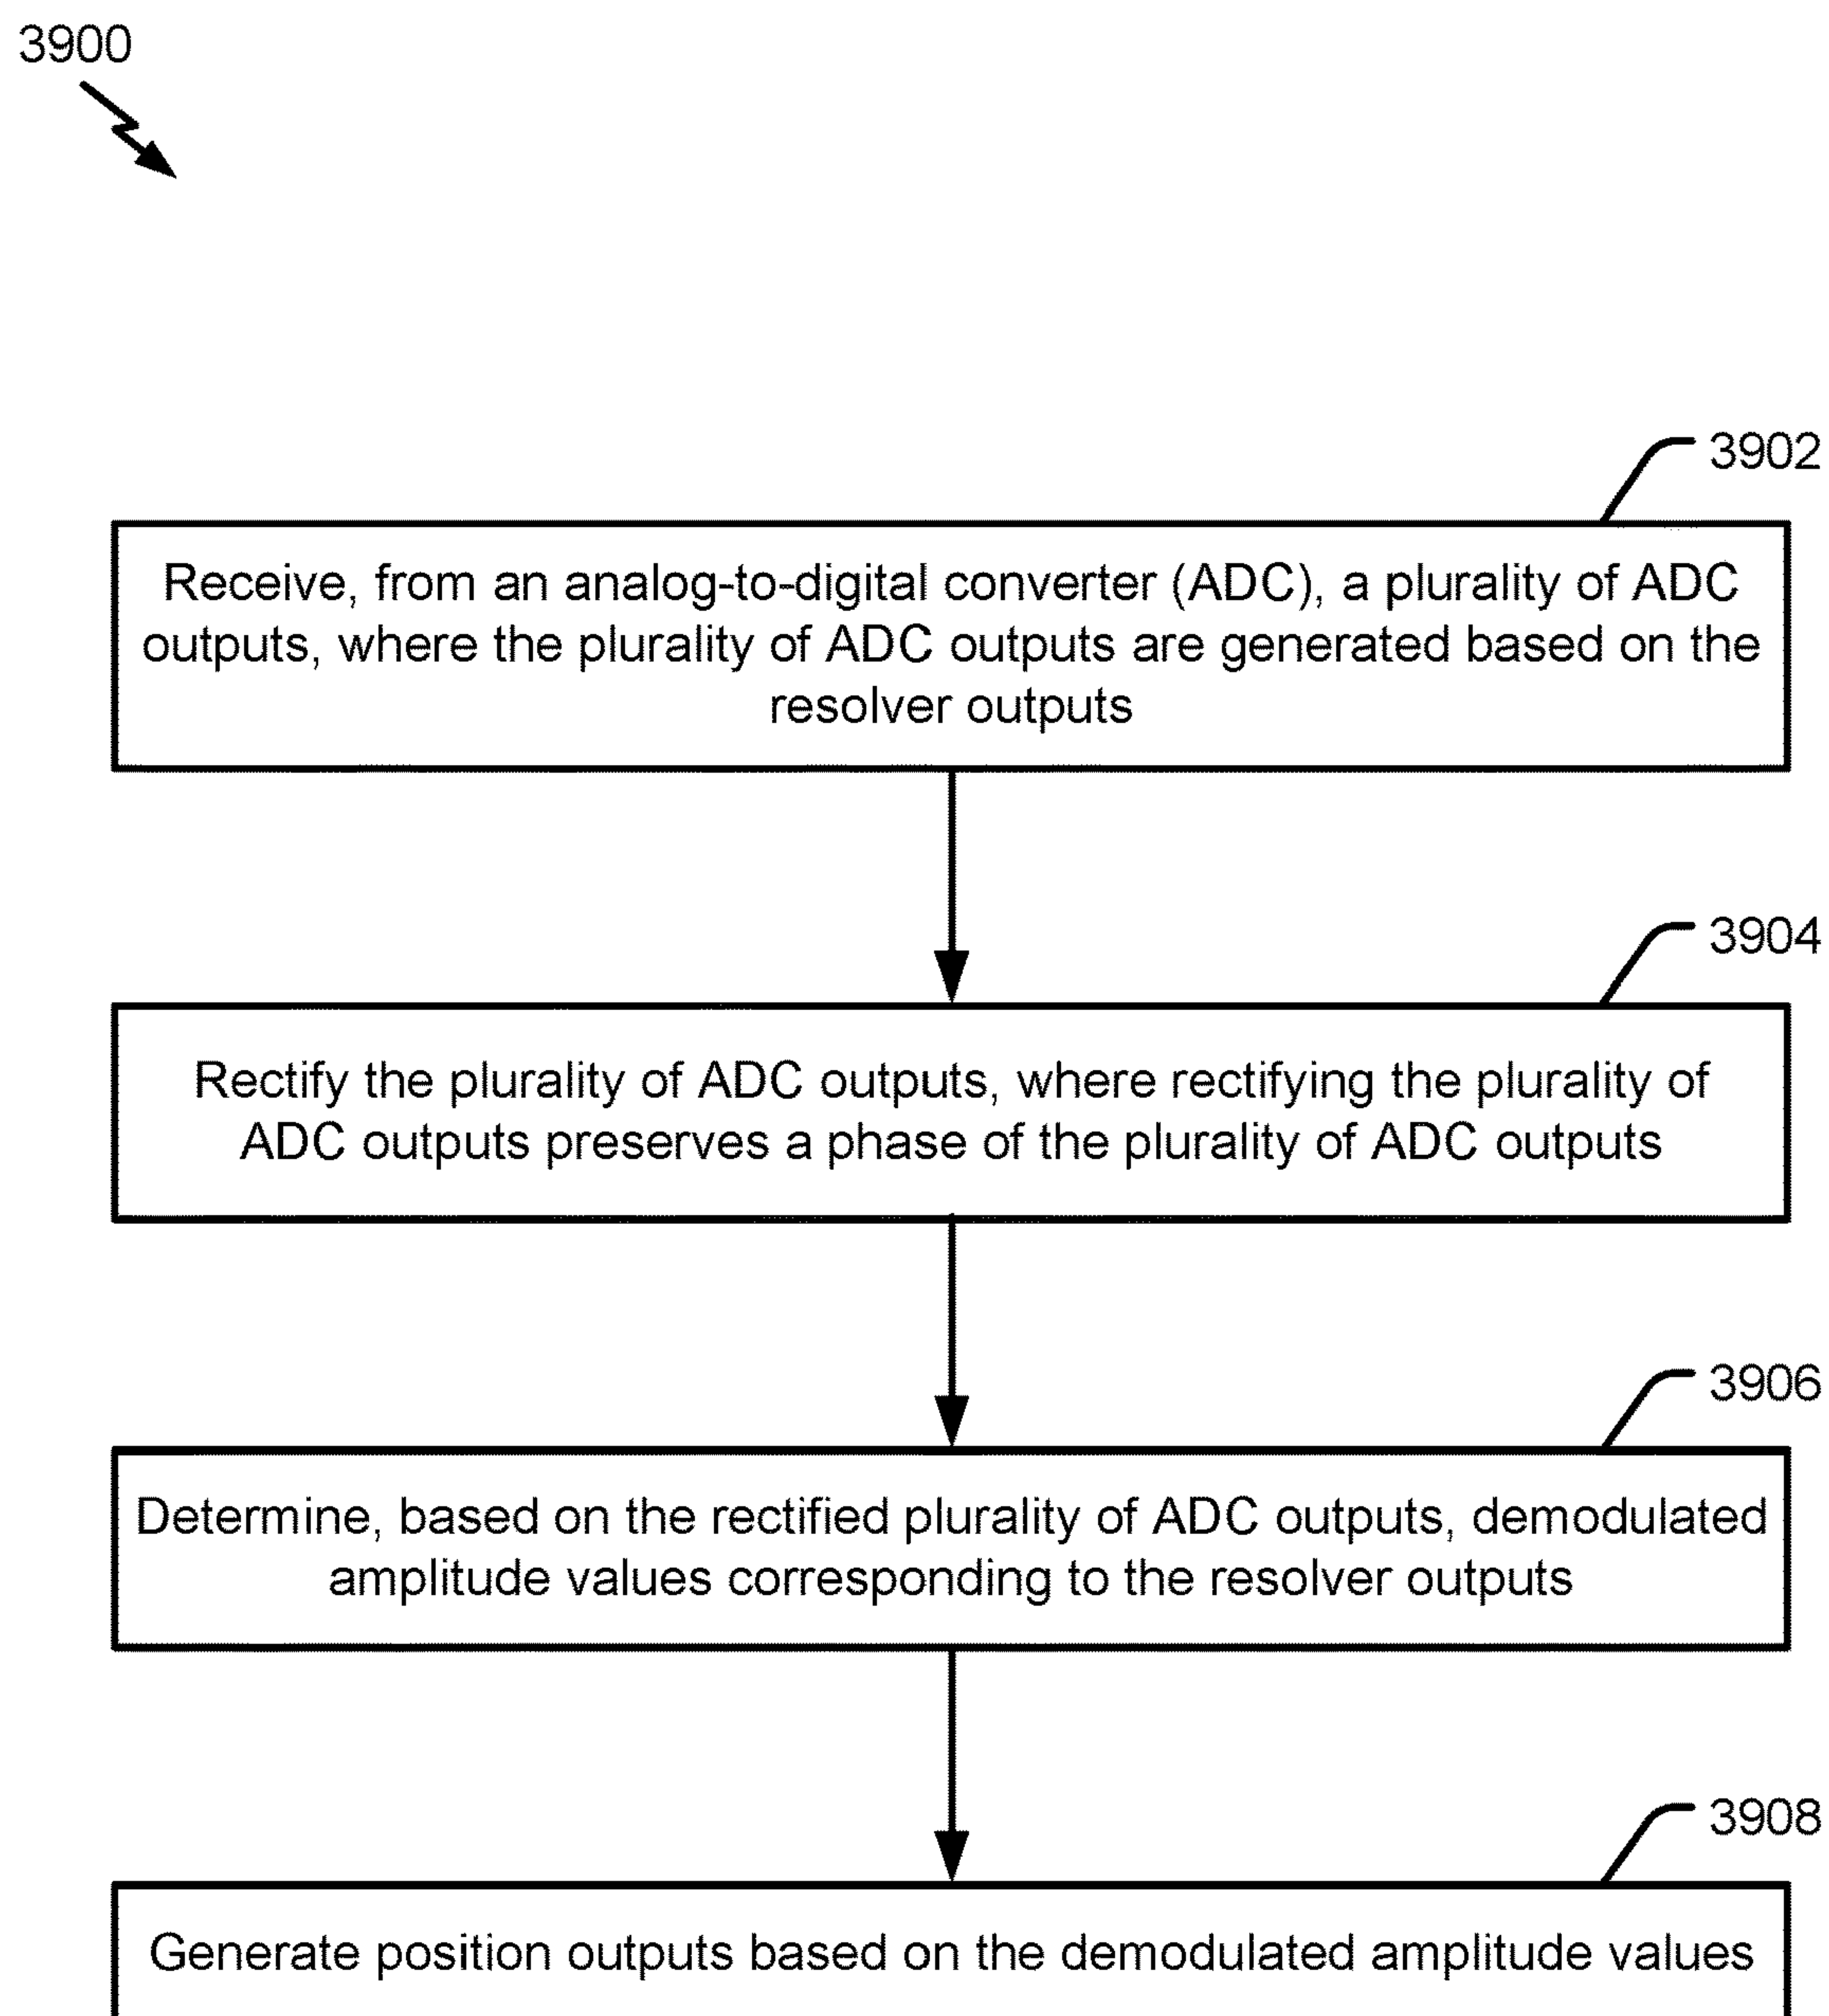 3900
3902
Receive, from an analog-to-digital converter (ADC), a plurality of ADC
outputs, where the plurality of ADC outputs are generated based on the
resolver outputs
3904
Rectify the plurality of ADC outputs, where rectifying the plurality of
ADC outputs preserves a phase of the plurality of ADC outputs
3906
Determine, based on the rectified plurality of ADC outputs, demodulated
amplitude values corresponding to the resolver outputs
3908
Generate position outputs based on the demodulated amplitude values